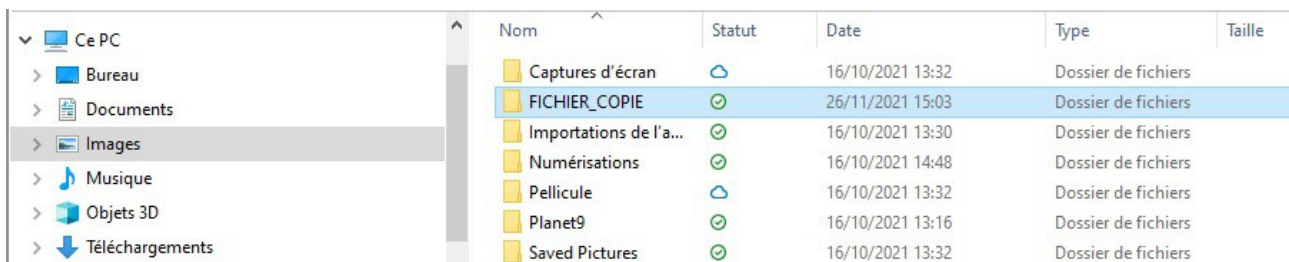 Ce PC
Bureau
Documents
Images
Musique
Objets 3D
Téléchargements
Nom Statut Date Type Taille
Captures d'écran 16/10/2021 13:32 Dossier de fichiers
FICHIER_COPIE 26/11/2021 15:03 Dossier de fichiers
Importations de l'a... 16/10/2021 13:30 Dossier de fichiers
Numérisations 16/10/2021 14:48 Dossier de fichiers
Pellicule 16/10/2021 13:32 Dossier de fichiers
Planet9 16/10/2021 13:16 Dossier de fichiers
Saved Pictures 16/10/2021 13:32 Dossier de fichiers